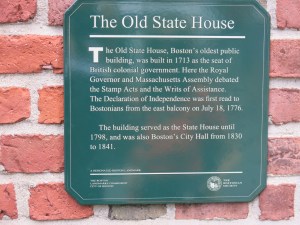 The Old State House
The Old State House, Boston's oldest public
building, was built in 1713 as the seat of
British colonial government. Here the Royal
Governor and Massachusetts Assembly debated
the Stamp Acts and the Writs of Assistance.
The Declaration of Independence was first read to
Bostonians from the east balcony on July 18, 1776.
The building served as the State House until
1798, and was also Boston's City Hall from 1830
to 1841.